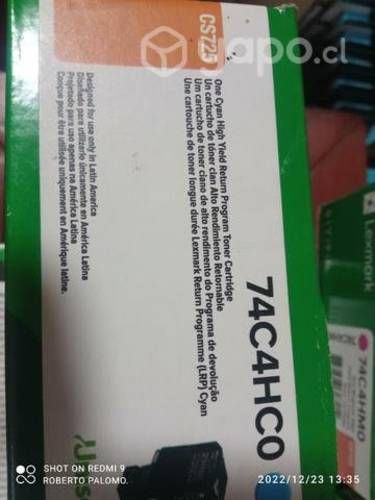 yapo.cl
CS725
One Cyan High Yield Return Program Toner Cartridge
Un cartucho de tóner cian Alto Rendimiento Retornable
Um cartucho de toner ciano de alto rendimento do Programa de devolução
Une cartouche de toner longue durée Lexmark Return Programme (LRP) Cyan
Designed for use only in Latin America
Diseñado para utilizarlo únicamente en América Latina
Projetado para uso apenas na América Latina
Conçue pour être utilisée uniquement en Amérique latine.
74C4HC0
Lexmark
74C4HM0
SHOT ON REDMI 9
ROBERTO PALOMO.
2022/12/23 13:35